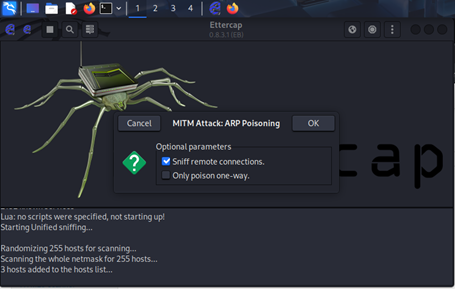 1 2 3 4
Ettercap
0.8.3.1 (EB)
Cancel MITM Attack: ARP Poisoning OK
Optional parameters
Sniff remote connections.
Only poison one-way.
cap
Lua: no scripts were specified, not starting up!
Starting Unified sniffing...
Randomizing 255 hosts for scanning...
Scanning the whole netmask for 255 hosts...
3 hosts added to the hosts list...